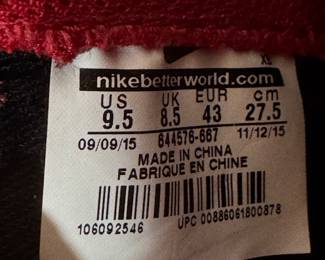 XE
nikebetterworld.com
US UK EUR cm
9.5 8.5 43 27.5
09/09/15 644576-667 11/12/15
MADE IN CHINA
FABRIQUE EN CHINE
106092546
UPC 00886061800878